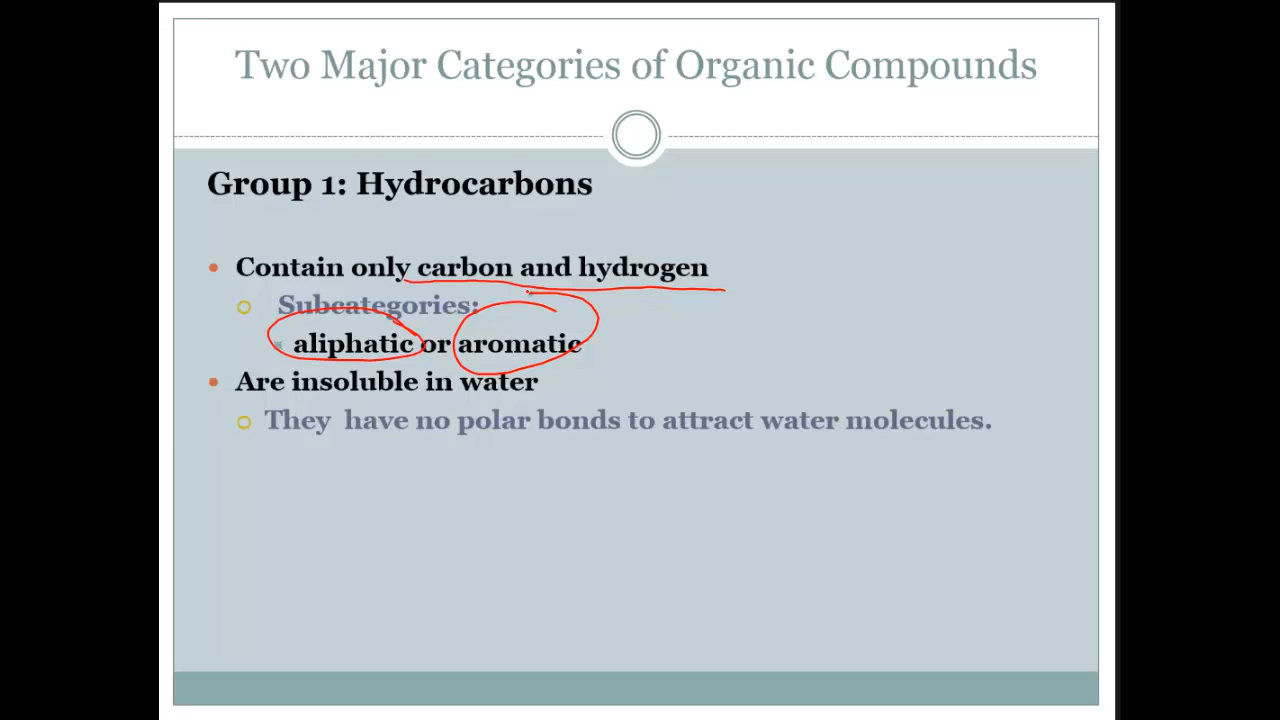 Two Major Categories of Organic Compounds
Group 1: Hydrocarbons
Contain only carbon and hydrogen
Subcategories:
aliphatic or aromatic
Are insoluble in water
They have no polar bonds to attract water molecules.